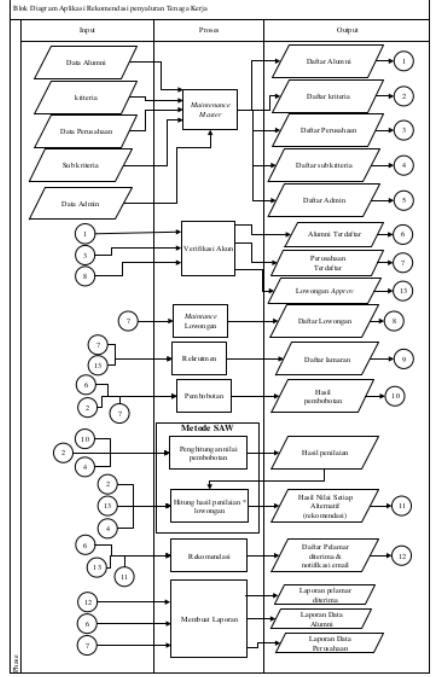 Blok Diagram Aplikasi Rekomendasi penyaluran Tenaga Kerja
Input
Proses
Output
Data Alumni
kriteria
Data Perusahaan
Sub kriteria
Data Admin
Maintenance
Master
Daftar Alumni
1
Daftar kriteria
2
Daftar Perusahaan
3
Daftar subkriteria
4
Daftar Admin
5
1
3
8
Verifikasi Akun
Alumni Terdaftar
6
Perusahaan
Terdaftar
7
Lowongan Approv
13
7
Maintance
Lowongan
Daftar Lowongan
8
7
13
Rekrutmen
Daftar lamaran
9
6
2
7
Pembobotan
Hasil
pembobotan
10
Metode SAW
10
2
4
Penghitungan nilai
pembobotan
Hasil penilaian
2
13
4
Hitung hasil penilaian *
lowongan
Hasil Nilai Setiap
Alternatif
(rekomendasi)
11
6
13
11
Rekomendasi
Daftar Pelamar
diterima &
notifikasi email
12
12
6
7
Membuat Laporan
Laporan pelamar
diterima
Laporan Data
Alumni
Laporan Data
Perusahaan
Phase